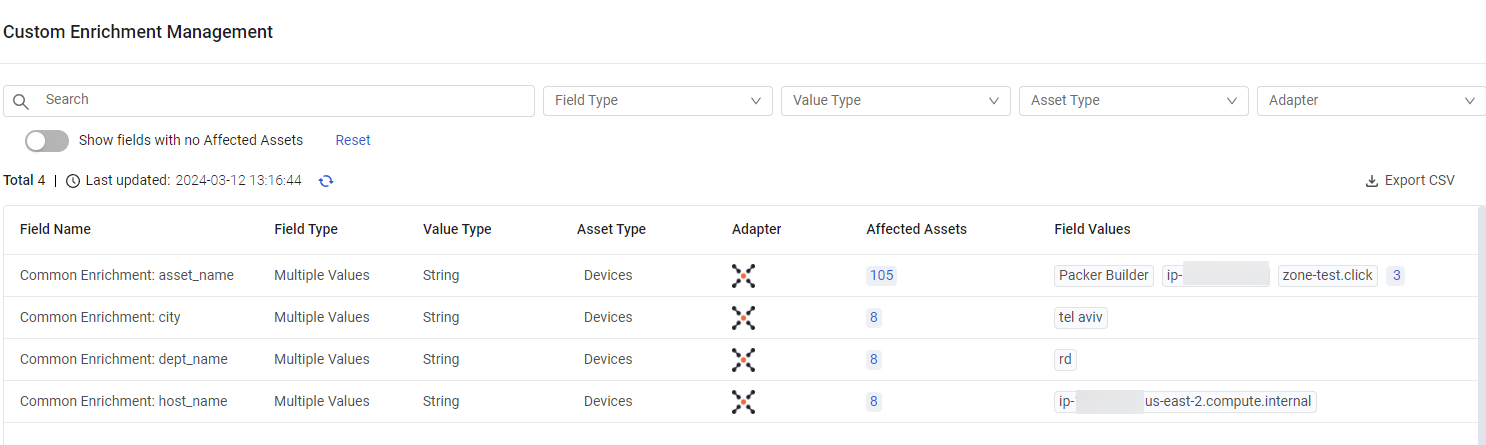 Custom Enrichment Management
Search Field Type Value Type Asset Type Adapter
Show fields with no Affected Assets Reset
Total 4 | Last updated: 2024-03-12 13:16:44 Export CSV
Field Name Field Type Value Type Asset Type Adapter Affected Assets Field Values
Common Enrichment: asset_name Multiple Values String Devices 105 Packer Builder ip- zone-test.click 3
Common Enrichment: city Multiple Values String Devices 8 tel aviv
Common Enrichment: dept_name Multiple Values String Devices 8 rd
Common Enrichment: host_name Multiple Values String Devices 8 ip- us-east-2.compute.internal